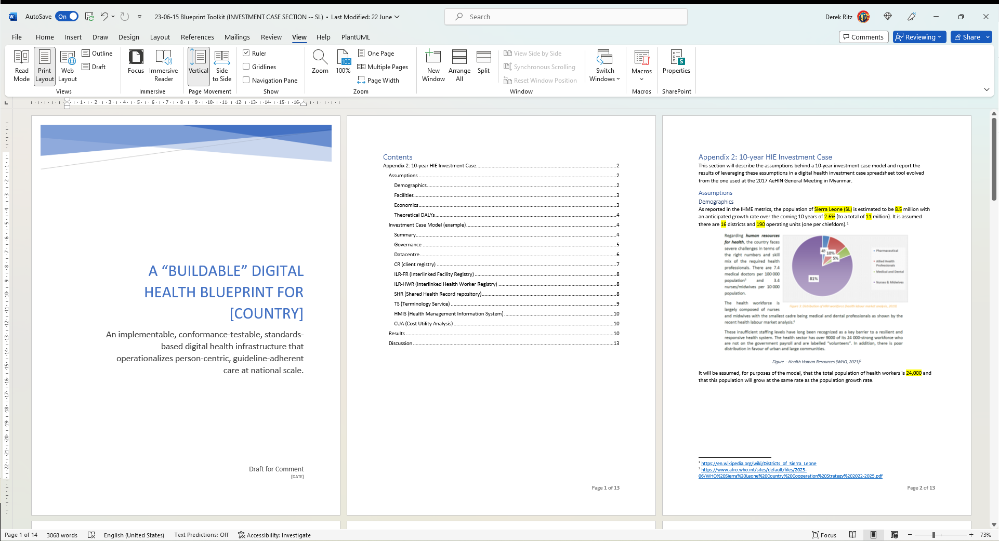 AutoSave On 23-06-15 Blueprint Toolkit (INVESTMENT CASE SECTION -- SL) • Last Modified: 22 June Search Derek Ritz
File Home Insert Draw Design Layout References Mailings Review View Help PlantUML Comments Reviewing Share
Read Mode
Print Layout
Web Layout
Outline
Draft
Views
Focus
Immersive Reader
Immersive
Vertical
Side to Side
Page Movement
Ruler
Gridlines
Navigation Pane
Show
Zoom
100%
One Page
Multiple Pages
Page Width
Zoom
New Window
Arrange All
Split
View Side by Side
Synchronous Scrolling
Reset Window Position
Switch Windows
Window
Macros
Macros
Properties
SharePoint
A “BUILDABLE” DIGITAL
HEALTH BLUEPRINT FOR
[COUNTRY]
An implementable, conformance-testable, standards-
based digital health infrastructure that
operationalizes person-centric, guideline-adherent
care at national scale.
Draft for Comment
[DATE]
Contents
Appendix 2: 10-year HIE Investment Case 2
Assumptions 2
Demographics 2
Facilities 3
Economics 3
Theoretical DALYs 4
Investment Case Model (example) 4
Summary 4
Governance 5
Datacentre 6
CR (client registry) 7
ILR-FR (Interlinked Facility Registry) 8
ILR-HWR (Interlinked Health Worker Registry) 8
SHR (Shared Health Record repository) 8
TS (Terminology Service) 9
HMIS (Health Management Information System) 10
CUA (Cost Utility Analysis) 10
Results 10
Discussion 13
Page 1 of 13
Appendix 2: 10-year HIE Investment Case
This section will describe the assumptions behind a 10-year investment case model and report the
results of leveraging these assumptions in a digital health investment case spreadsheet tool evolved
from the one used at the 2017 AeHIN General Meeting in Myanmar.
Assumptions
Demographics
As reported in the IHME metrics, the population of Sierra Leone (SL) is estimated to be 8.5 million with
an anticipated growth rate over the coming 10 years of 2.6% (to a total of 11 million). It is assumed
there are 16 districts and 190 operating units (one per chiefdom).1
Regarding human resources
for health, the country faces
severe challenges in terms of
the right numbers and skill
mix of the required health
professionals. There are 7.4
medical doctors per 100 000
population5 and 3.4
nurses/midwives per 10 000
population.
The health workforce is
largely composed of nurses
and midwives with the smallest cadre being medical and dental professionals as shown by the
recent health labour market analysis.6
10%
5%
81%
Pharmaceutical
Allied Health
Professionals
Medical and Dental
Nurses & Midwives
Figure 3. Distribution of HRH workforce (health labour market analysis, 2019)
These insufficient staffing levels have long been recognized as a key barrier to a resilient and
responsive health system. The health sector has over 9000 of its 24 000-strong workforce who
are not on the government payroll and are labelled “volunteers”. In addition, there is poor
distribution in favour of urban and large communities.
Figure - Health Human Resources (WHO, 2023)2
It will be assumed, for purposes of the model, that the total population of health workers is 24,000 and
that this population will grow at the same rate as the population growth rate.
1 https://en.wikipedia.org/wiki/Districts_of_Sierra_Leone
2 https://www.afro.who.int/sites/default/files/2023-
06/WHO%20Sierra%20Leone%20Country%20Cooperation%20Strategy%202022-2025.pdf
Page 2 of 13
Page 1 of 14 3068 words English (United States) Text Predictions: Off Accessibility: Investigate Focus 73%